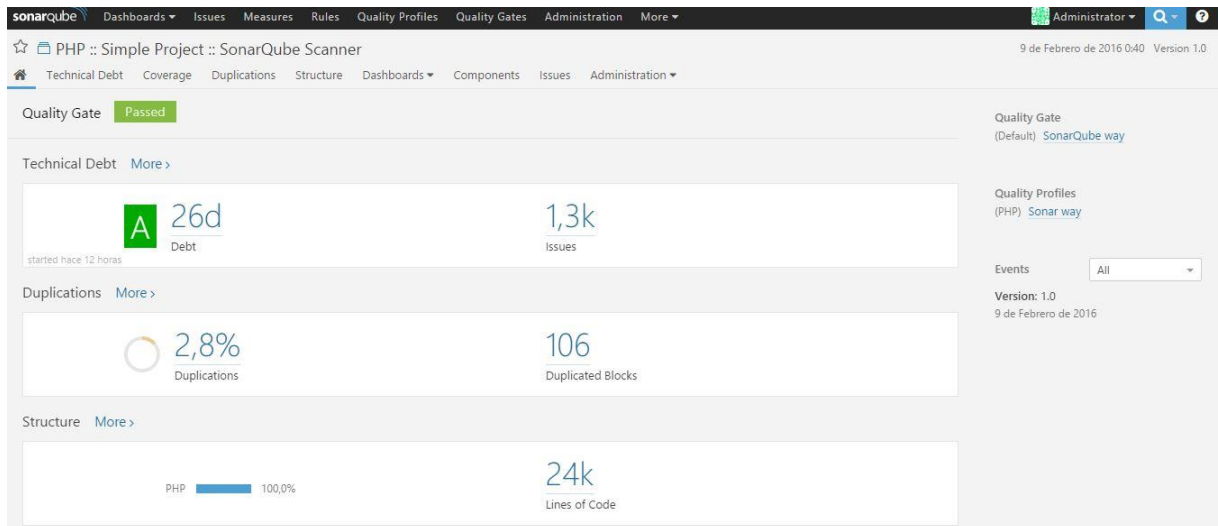 sonarqube Dashboards Issues Measures Rules Quality Profiles Quality Gates Administration More Administrator ?
PHP :: Simple Project :: SonarQube Scanner 9 de Febrero de 2016 0:40 Version 1.0
Technical Debt Coverage Duplications Structure Dashboards Components Issues Administration
Quality Gate Passed
Technical Debt More >
A 26d 1,3k
Debt Issues
started hace 12 horas
Duplications More >
2,8% 106
Duplications Duplicated Blocks
Structure More >
PHP 100,0% 24k
Lines of Code
Quality Gate
(Default) SonarQube way
Quality Profiles
(PHP) Sonar way
Events All
Version: 1.0
9 de Febrero de 2016